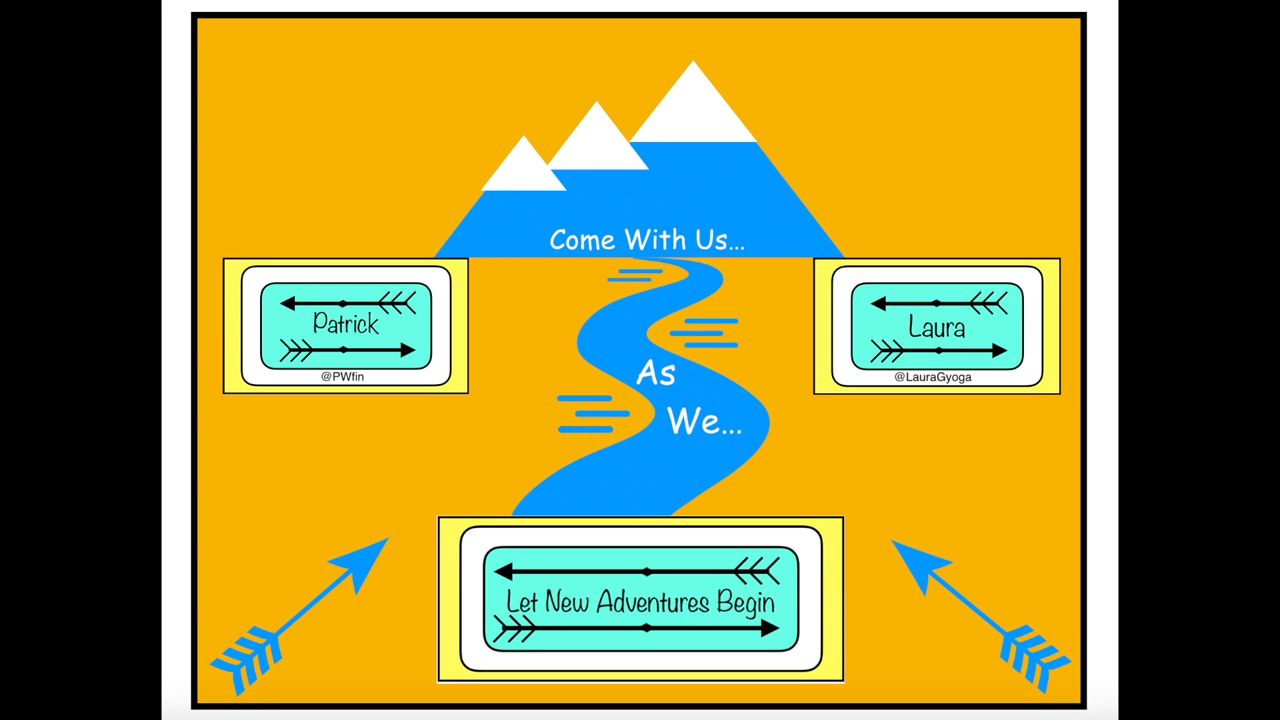 Come With Us...
Patrick
@PWfin
Laura
@LauraGyoga
As
We...
Let New Adventures Begin